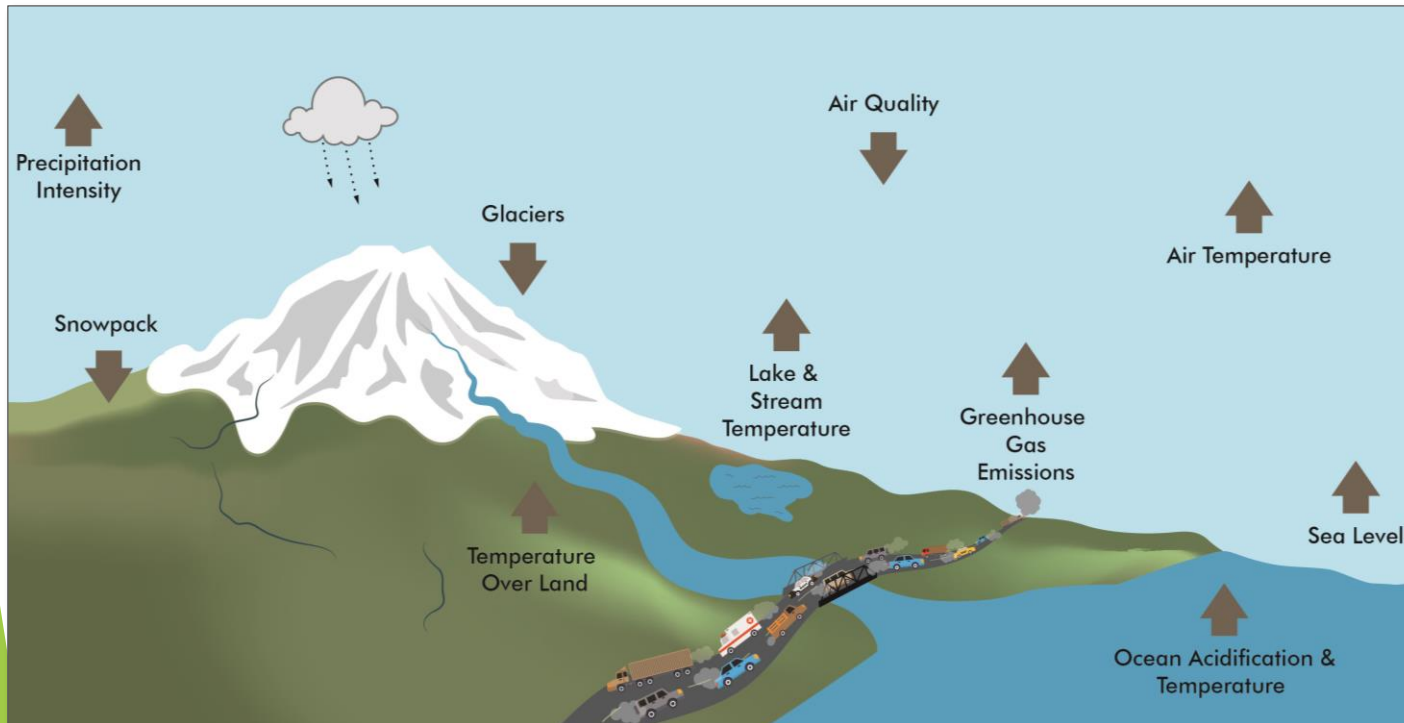 Precipitation
Intensity
Snowpack
Glaciers
Air Quality
Air Temperature
Lake &
Stream
Temperature
Greenhouse
Gas
Emissions
Sea Level
Temperature
Over Land
Ocean Acidification &
Temperature